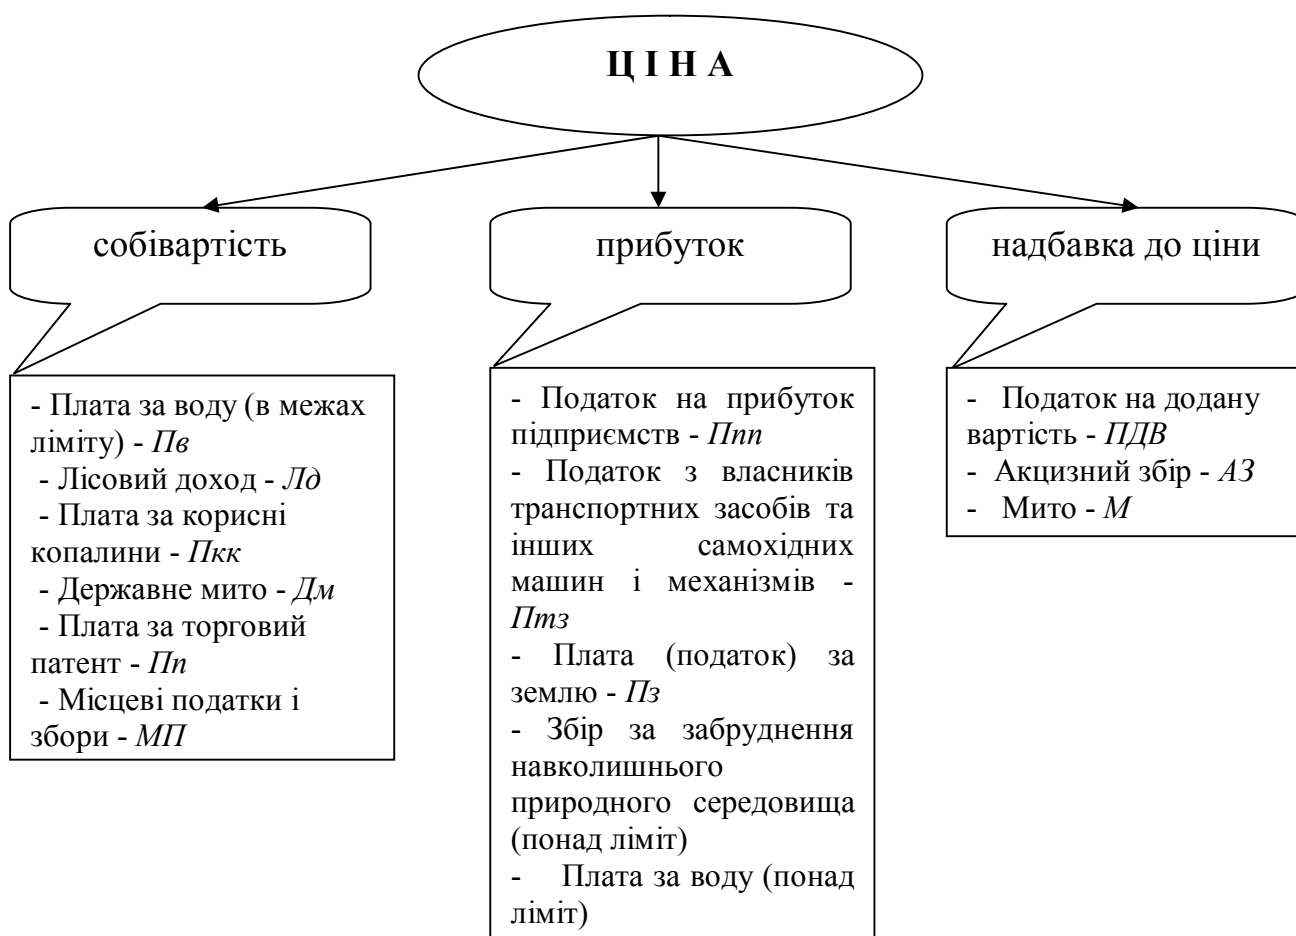 Ц І Н А
собівартість
прибуток
надбавка до ціни
- Плата за воду (в межах
ліміту) - Пв
- Лісовий доход - Лд
- Плата за корисні
копалини - Пкк
- Державне мито - Дм
- Плата за торговий
патент - Пп
- Місцеві податки і
збори - МП
- Податок на прибуток
підприємств - Ппп
- Податок з власників
транспортних засобів та
інших самохідних
машин і механізмів -
Птз
- Плата (податок) за
землю - Пз
- Збір за забруднення
навколишнього
природного середовища
(понад ліміт)
- Плата за воду (понад
ліміт)
- Податок на додану
вартість - ПДВ
- Акцизний збір - АЗ
- Мито - М